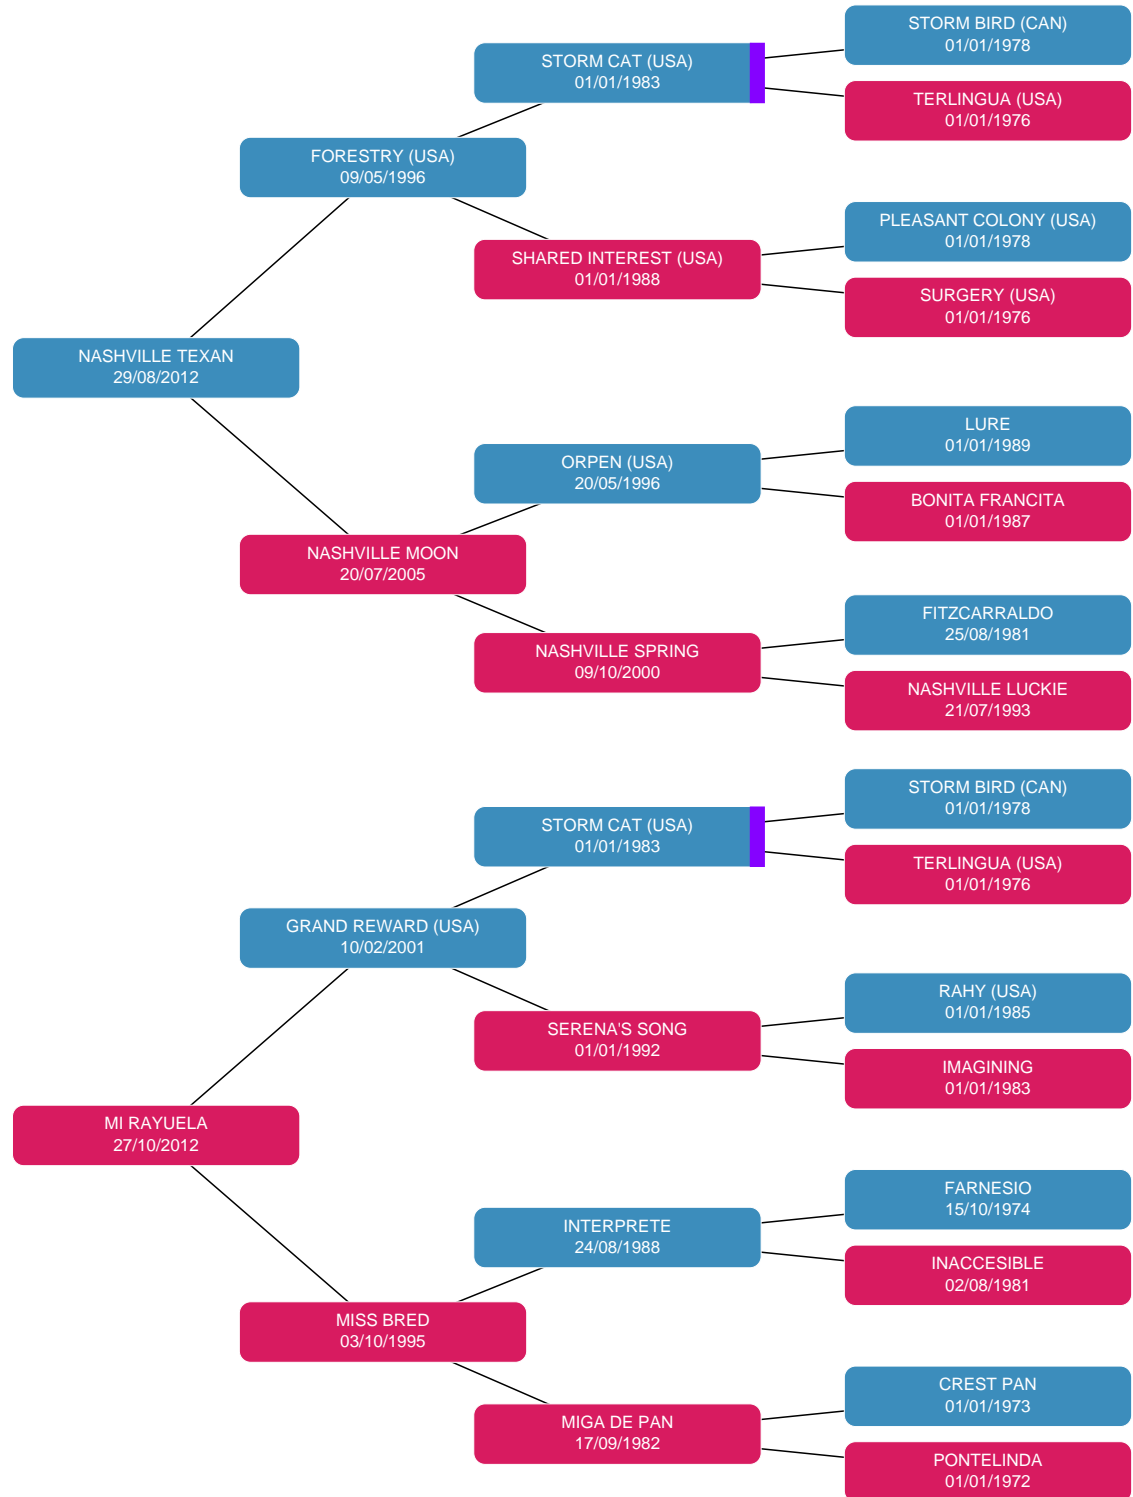 STORM BIRD (CAN)
01/01/1978
STORM CAT (USA)
01/01/1983
TERLINGUA (USA)
01/01/1976
FORESTRY (USA)
09/05/1996
PLEASANT COLONY (USA)
01/01/1978
SHARED INTEREST (USA)
01/01/1988
SURGERY (USA)
01/01/1976
NASHVILLE TEXAN
29/08/2012
LURE
01/01/1989
ORPEN (USA)
20/05/1996
BONITA FRANCITA
01/01/1987
NASHVILLE MOON
20/07/2005
FITZCARRALDO
25/08/1981
NASHVILLE SPRING
09/10/2000
NASHVILLE LUCKIE
21/07/1993
STORM BIRD (CAN)
01/01/1978
STORM CAT (USA)
01/01/1983
TERLINGUA (USA)
01/01/1976
GRAND REWARD (USA)
10/02/2001
RAHY (USA)
01/01/1985
SERENA'S SONG
01/01/1992
IMAGINING
01/01/1983
MI RAYUELA
27/10/2012
FARNESIO
15/10/1974
INTERPRETE
24/08/1988
INACCESIBLE
02/08/1981
MISS BRED
03/10/1995
CREST PAN
01/01/1973
MIGA DE PAN
17/09/1982
PONTELINDA
01/01/1972